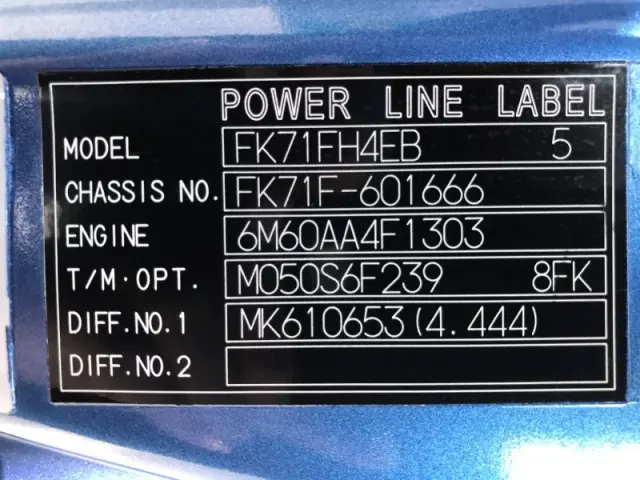 POWER LINE LABEL
MODEL FK71FH4EB 5
CHASSIS NO. FK71F-601666
ENGINE 6M60AA4F1303
T/M·OPT. M050S6F239 8FK
DIFF.NO.1 MK610653(4.444)
DIFF.NO.2